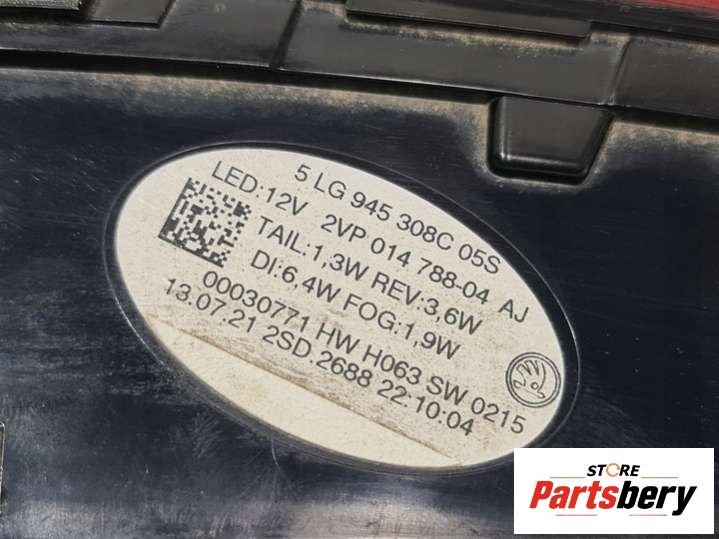 5 LG 945 308C 05S
LED:12V 2VP 014 788-04 AJ
TAIL:1,3W REV:3,6W
DI:6,4W FOG:1,9W
00030771 HW H063 SW 0215
13.07.21 2SD.2688 22:10:04
STORE
Partsbery